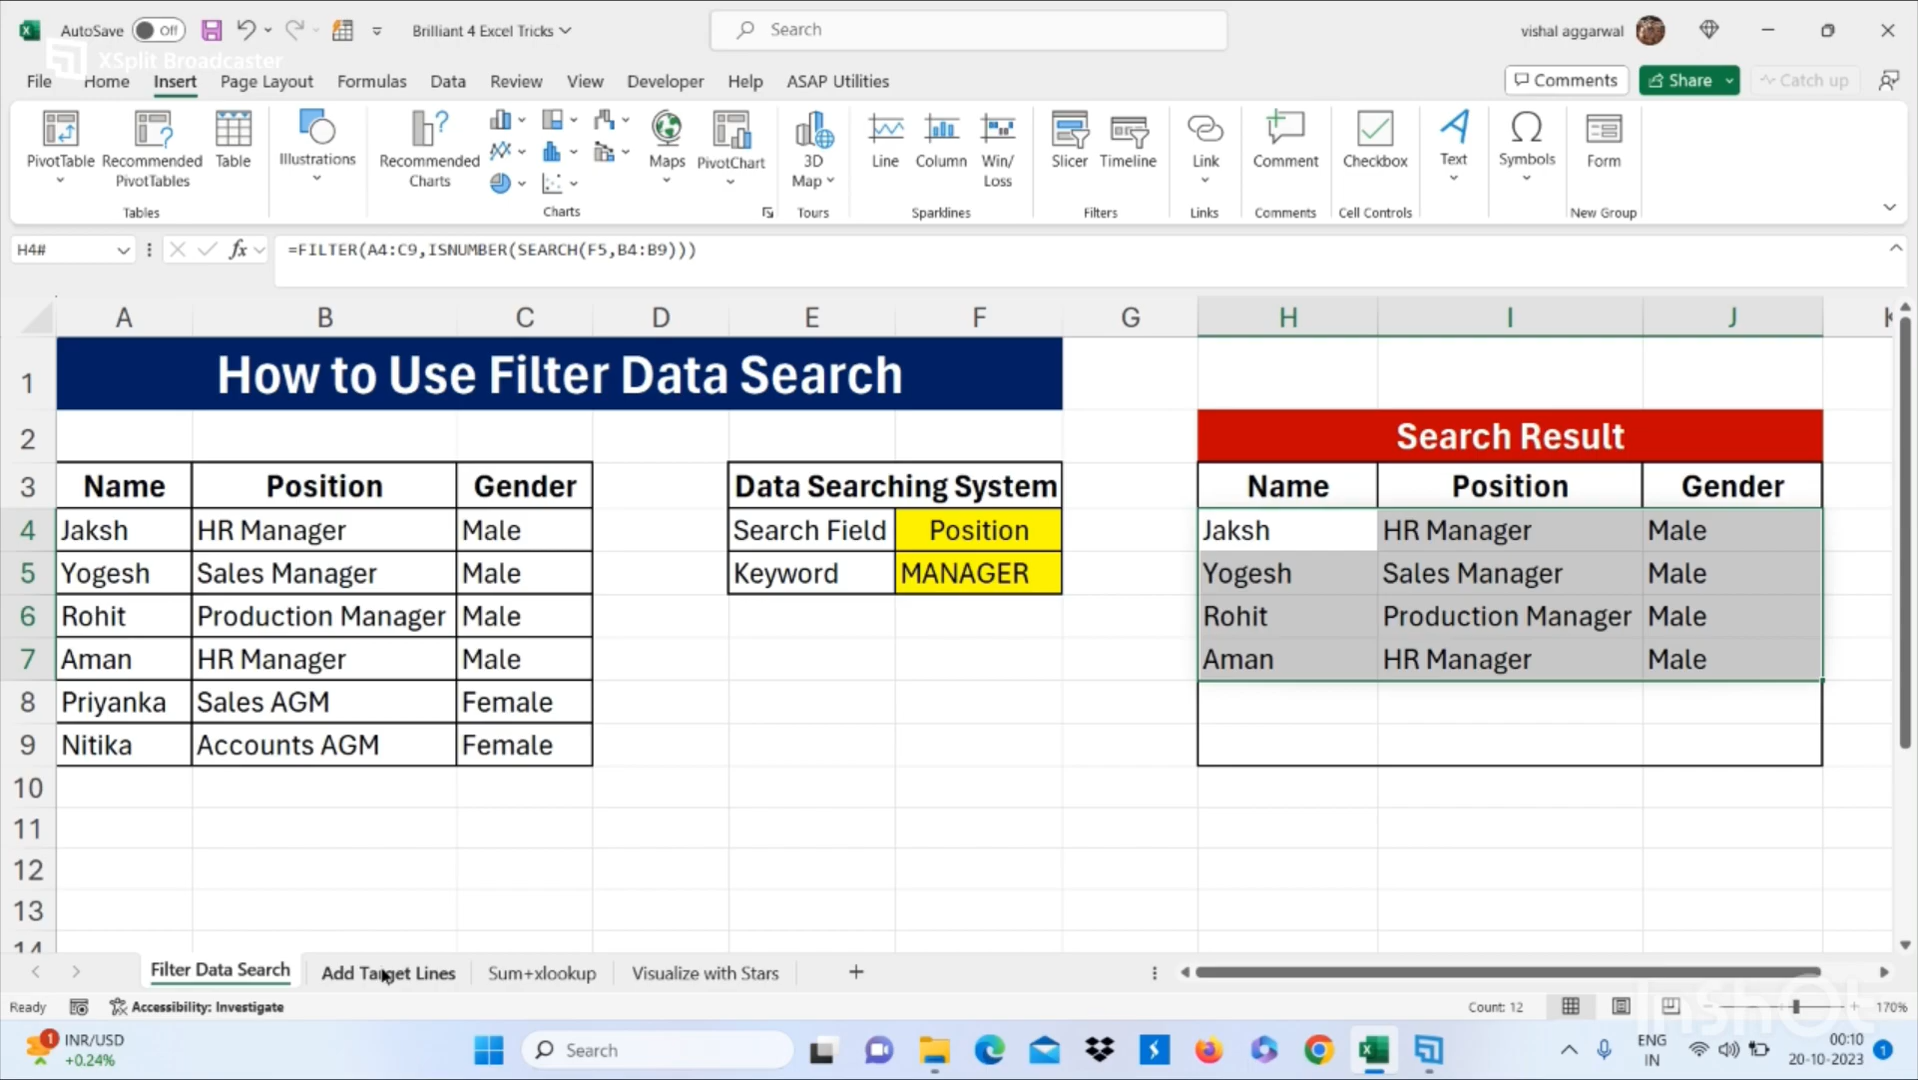 AutoSave Off Brilliant 4 Excel Tricks Search vishal aggarwal
XSplit Broadcaster
File Home Insert Page Layout Formulas Data Review View Developer Help ASAP Utilities Comments Share Catch up
PivotTable Recommended PivotTables Table Illustrations Recommended Charts Maps PivotChart 3D Map Line Column Win/Loss Slicer Timeline Link Comment Checkbox Text Symbols Form
Tables Charts Tours Sparklines Filters Links Comments Cell Controls New Group
H4# fx =FILTER(A4:C9,ISNUMBER(SEARCH(F5,B4:B9)))
A B C D E F G H I J K
1 How to Use Filter Data Search
2 Search Result
3 Name Position Gender Data Searching System Name Position Gender
4 Jaksh HR Manager Male Search Field Position Jaksh HR Manager Male
5 Yogesh Sales Manager Male Keyword MANAGER Yogesh Sales Manager Male
6 Rohit Production Manager Male Rohit Production Manager Male
7 Aman HR Manager Male Aman HR Manager Male
8 Priyanka Sales AGM Female
9 Nitika Accounts AGM Female
10
11
12
13
14
Filter Data Search Add Target Lines Sum+xlookup Visualize with Stars
Ready Accessibility: Investigate Count: 12 170%
InShOt
INR/USD Search ENG 00:10
+0.24% IN 20-10-2023